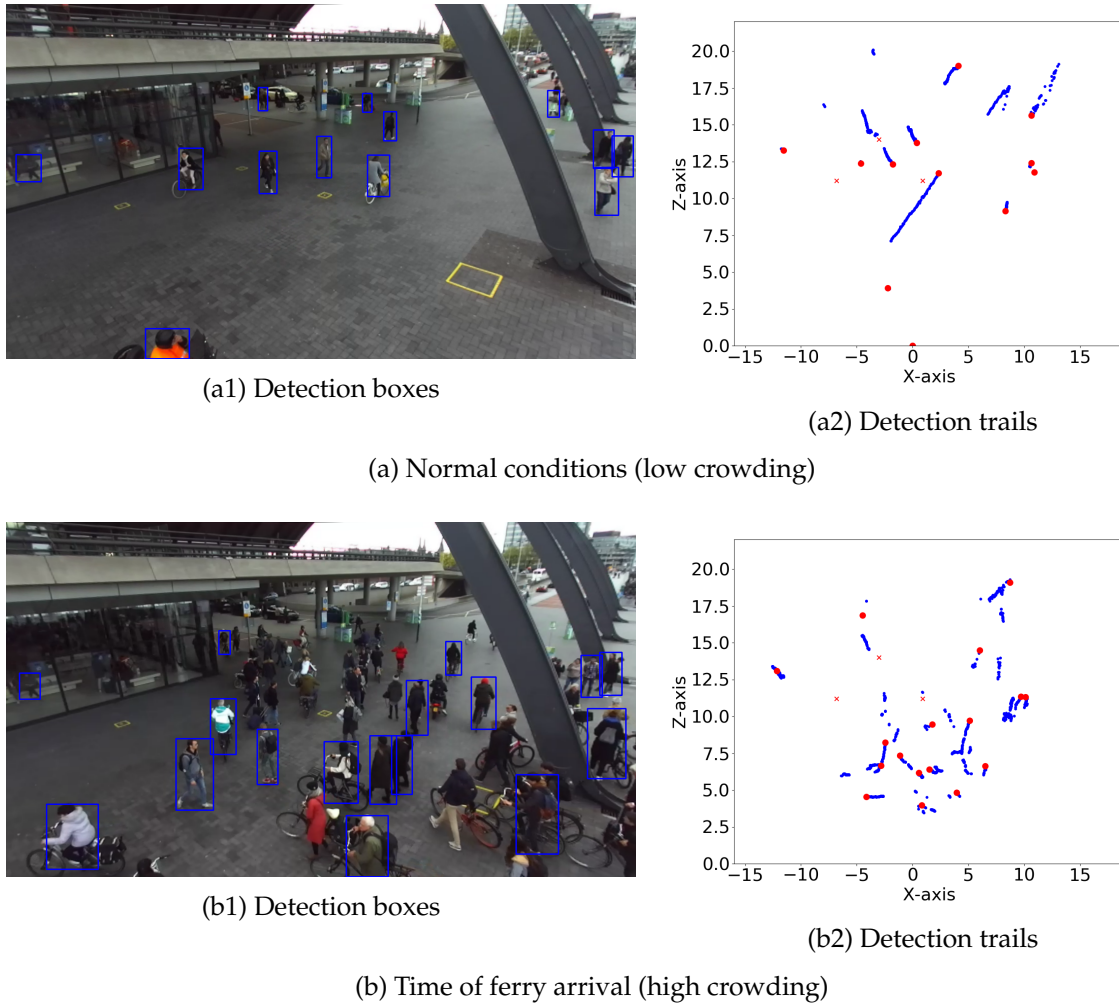 20.0
17.5
15.0
12.5
10.0
7.5
5.0
2.5
0.0
Z-axis
−15 −10 −5 0 5 10 15
X-axis
(a1) Detection boxes
(a2) Detection trails
(a) Normal conditions (low crowding)
20.0
17.5
15.0
12.5
10.0
7.5
5.0
2.5
0.0
Z-axis
−15 −10 −5 0 5 10 15
X-axis
(b1) Detection boxes
(b2) Detection trails
(b) Time of ferry arrival (high crowding)